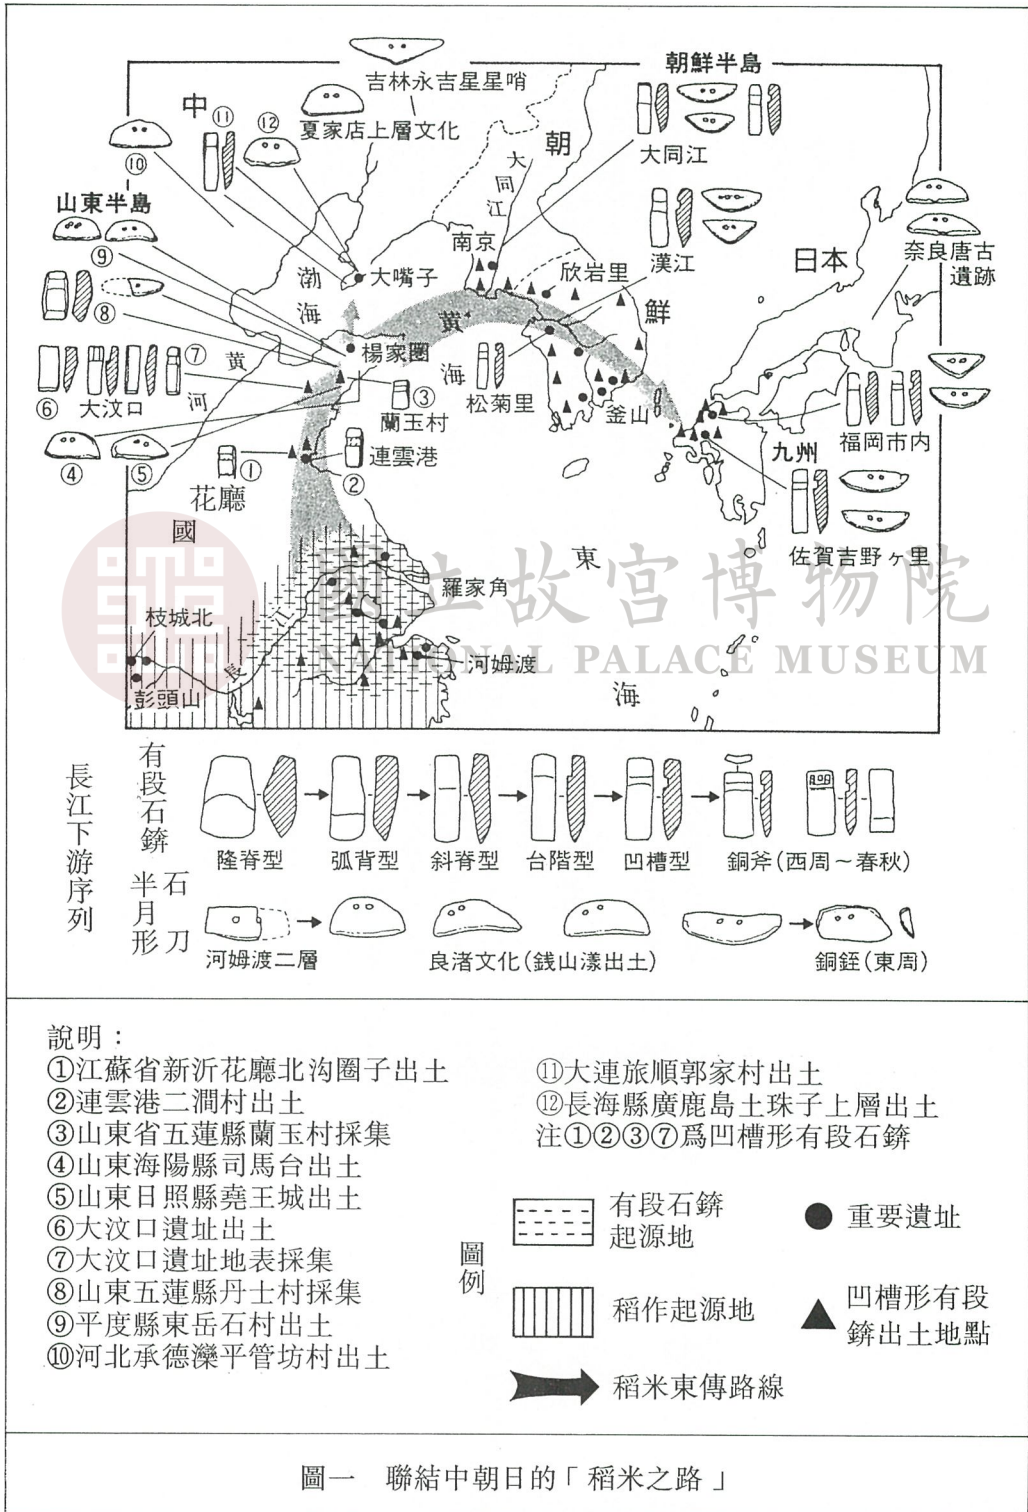 吉林永吉星星哨
夏家店上層文化
中
⑪
⑫
⑩
朝鮮半島
大同江
朝
大同江
山東半島
⑨
南京
欣岩里
漢江
日本
奈良唐古
遺跡
渤海
大嘴子
⑧
黃
鮮
楊家圈
海
黃
河
⑦
⑥
大汶口
③
蘭玉村
松菊里
釜山
九州
福岡市內
④
⑤
①
花廳
②
連雲港
佐賀吉野ヶ里
國
東
羅家角
國立故宮博物院
NATIONAL PALACE MUSEUM
枝城北
長江
河姆渡
彭頭山
海
長江下游序列
有段石錛
隆脊型
弧背型
斜脊型
台階型
凹槽型
銅斧(西周～春秋)
半月形石刀
河姆渡二層
良渚文化(銭山漾出土)
銅銍(東周)
說明：
①江蘇省新沂花廳北沟圈子出土
②連雲港二澗村出土
③山東省五蓮縣蘭玉村採集
④山東海陽縣司馬台出土
⑤山東日照縣堯王城出土
⑥大汶口遺址出土
⑦大汶口遺址地表採集
⑧山東五蓮縣丹士村採集
⑨平度縣東岳石村出土
⑩河北承德灤平管坊村出土
⑪大連旅順郭家村出土
⑫長海縣廣鹿島土珠子上層出土
注①②③⑦爲凹槽形有段石錛
圖例
有段石錛
起源地
重要遺址
稻作起源地
凹槽形有段
錛出土地點
稻米東傳路線
圖一　聯結中朝日的「稻米之路」